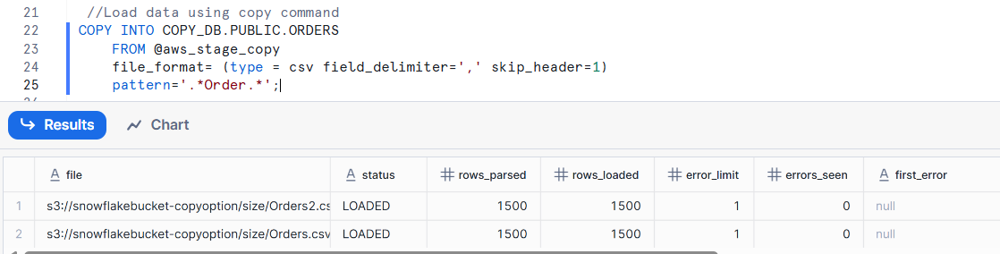 21 //Load data using copy command
22 COPY INTO COPY_DB.PUBLIC.ORDERS
23 FROM @aws_stage_copy
24 file_format= (type = csv field_delimiter=',' skip_header=1)
25 pattern='.*Order.*';
Results Chart
file status rows_parsed rows_loaded error_limit errors_seen first_error
1 s3://snowflakebucket-copyoption/size/Orders2.cs LOADED 1500 1500 1 0 null
2 s3://snowflakebucket-copyoption/size/Orders.csv LOADED 1500 1500 1 0 null